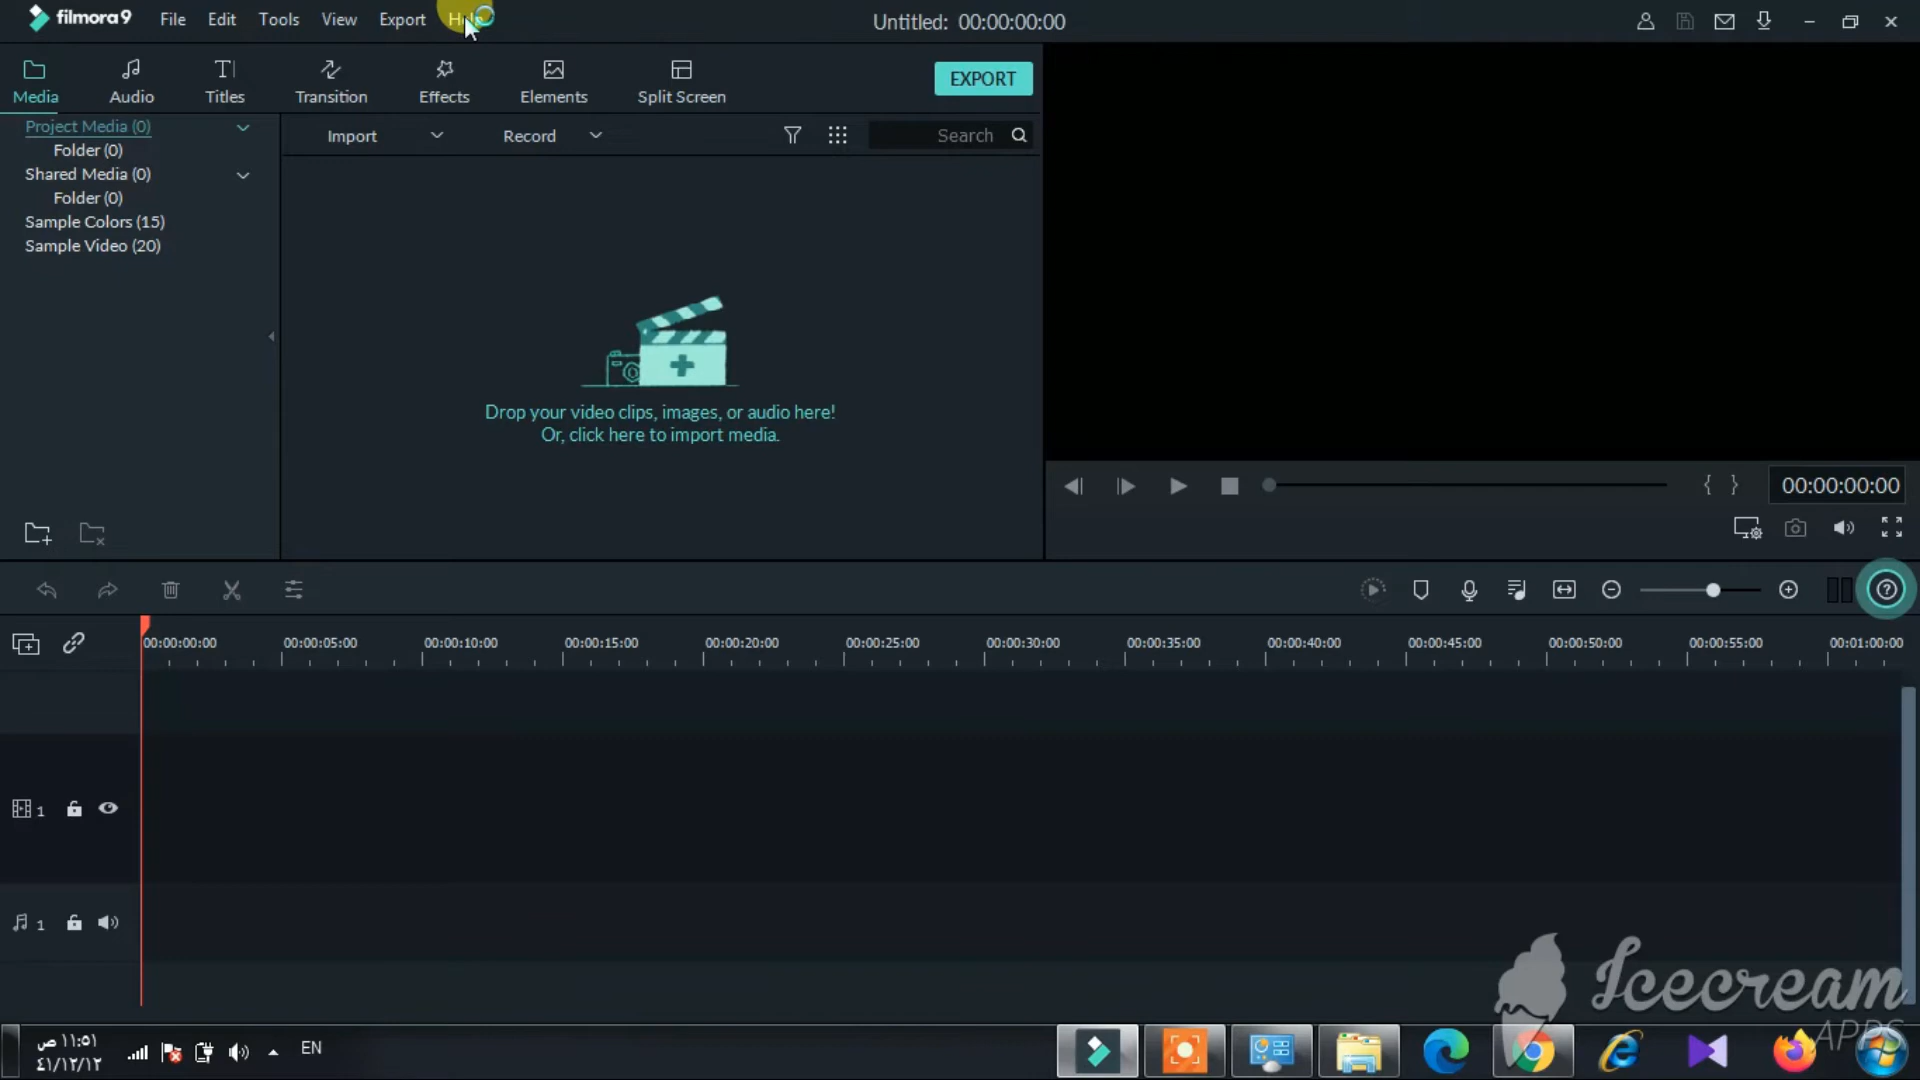 filmora9 File Edit Tools View Export Help Untitled: 00:00:00:00
Media Audio Titles Transition Effects Elements Split Screen EXPORT
Project Media (0)
Folder (0)
Shared Media (0)
Folder (0)
Sample Colors (15)
Sample Video (20)
Import Record Search
Drop your video clips, images, or audio here!
Or, click here to import media.
{ } 00:00:00:00
00:00:00:00 00:00:05:00 00:00:10:00 00:00:15:00 00:00:20:00 00:00:25:00 00:00:30:00 00:00:35:00 00:00:40:00 00:00:45:00 00:00:50:00 00:00:55:00 00:01:00:00
1
1
Icecream
APPS
١١:٥١ ص
٤١/١٢/١٢
EN